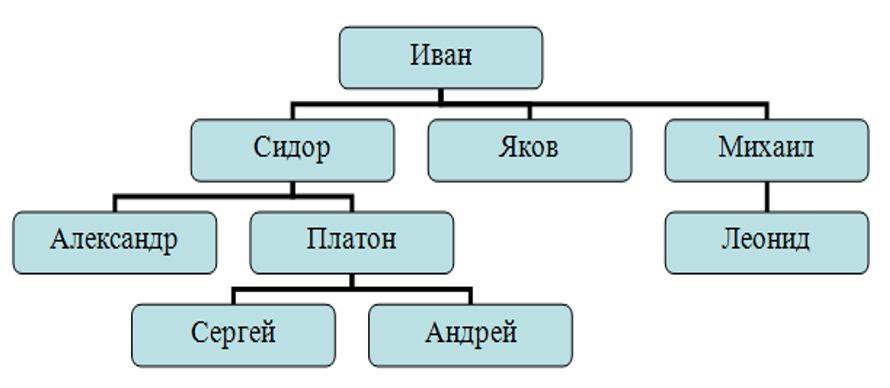 Иван
Сидор
Яков
Михаил
Александр
Платон
Леонид
Сергей
Андрей